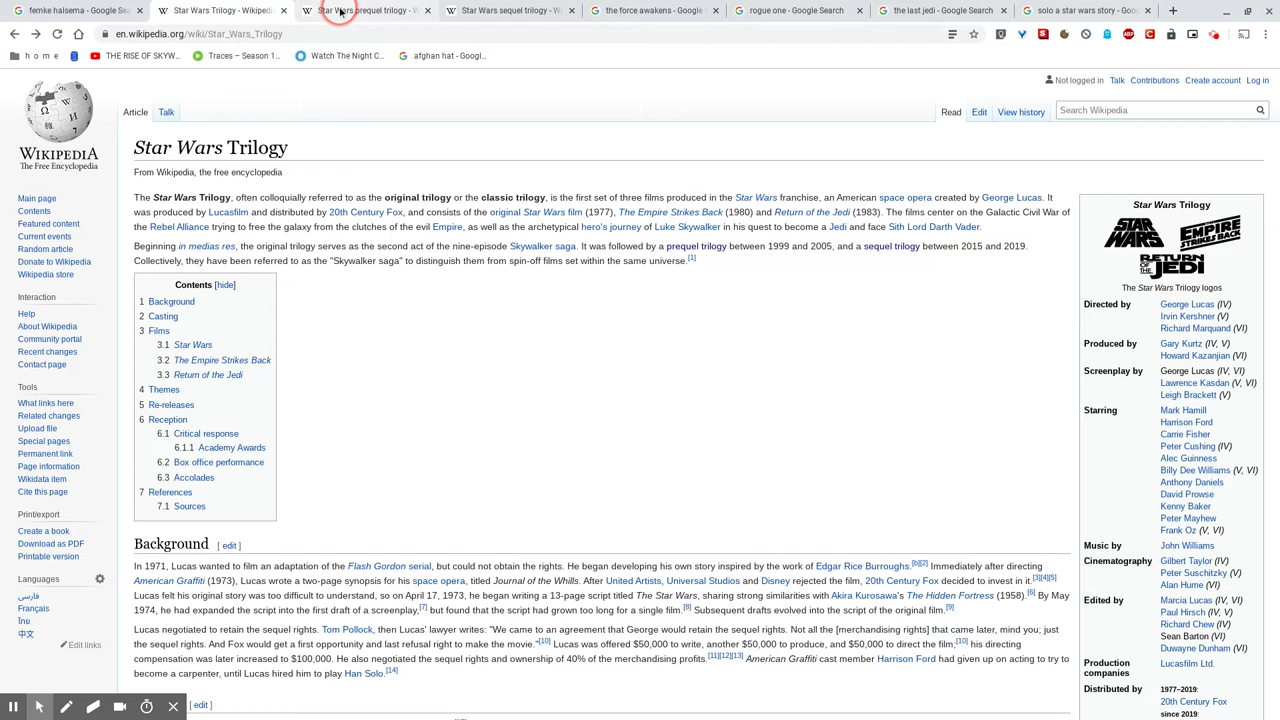 femke halsema - Google Sea
Star Wars Trilogy - Wikipedia
Star Wars prequel trilogy - W
Star Wars sequel trilogy - Wi
the force awakens - Google S
rogue one - Google Search
the last jedi - Google Search
solo a star wars story - Goog
en.wikipedia.org/wiki/Star_Wars_Trilogy
h o m e
THE RISE OF SKYW...
Traces – Season 1...
Watch The Night C...
afghan hat - Googl...
Not logged in Talk Contributions Create account Log in
Article Talk
Read Edit View history
Search Wikipedia
WIKIPEDIA
The Free Encyclopedia
Main page
Contents
Featured content
Current events
Random article
Donate to Wikipedia
Wikipedia store
Interaction
Help
About Wikipedia
Community portal
Recent changes
Contact page
Tools
What links here
Related changes
Upload file
Special pages
Permanent link
Page information
Wikidata item
Cite this page
Print/export
Create a book
Download as PDF
Printable version
Languages
فارسی
Français
ไทย
中文
Edit links
Star Wars Trilogy
From Wikipedia, the free encyclopedia
The Star Wars Trilogy, often colloquially referred to as the original trilogy or the classic trilogy, is the first set of three films produced in the Star Wars franchise, an American space opera created by George Lucas. It
was produced by Lucasfilm and distributed by 20th Century Fox, and consists of the original Star Wars film (1977), The Empire Strikes Back (1980) and Return of the Jedi (1983). The films center on the Galactic Civil War of
the Rebel Alliance trying to free the galaxy from the clutches of the evil Empire, as well as the archetypical hero's journey of Luke Skywalker in his quest to become a Jedi and face Sith Lord Darth Vader.
Beginning in medias res, the original trilogy serves as the second act of the nine-episode Skywalker saga. It was followed by a prequel trilogy between 1999 and 2005, and a sequel trilogy between 2015 and 2019.
Collectively, they have been referred to as the "Skywalker saga" to distinguish them from spin-off films set within the same universe.[1]
Contents [hide]
1 Background
2 Casting
3 Films
3.1 Star Wars
3.2 The Empire Strikes Back
3.3 Return of the Jedi
4 Themes
5 Re-releases
6 Reception
6.1 Critical response
6.1.1 Academy Awards
6.2 Box office performance
6.3 Accolades
7 References
7.1 Sources
Background [ edit ]
In 1971, Lucas wanted to film an adaptation of the Flash Gordon serial, but could not obtain the rights. He began developing his own story inspired by the work of Edgar Rice Burroughs.[b][2] Immediately after directing
American Graffiti (1973), Lucas wrote a two-page synopsis for his space opera, titled Journal of the Whills. After United Artists, Universal Studios and Disney rejected the film, 20th Century Fox decided to invest in it.[3][4][5]
Lucas felt his original story was too difficult to understand, so on April 17, 1973, he began writing a 13-page script titled The Star Wars, sharing strong similarities with Akira Kurosawa's The Hidden Fortress (1958).[6] By May
1974, he had expanded the script into the first draft of a screenplay,[7] but found that the script had grown too long for a single film.[8] Subsequent drafts evolved into the script of the original film.[9]
Lucas negotiated to retain the sequel rights. Tom Pollock, then Lucas' lawyer writes: "We came to an agreement that George would retain the sequel rights. Not all the [merchandising rights] that came later, mind you; just
the sequel rights. And Fox would get a first opportunity and last refusal right to make the movie."[10] Lucas was offered $50,000 to write, another $50,000 to produce, and $50,000 to direct the film;[10] his directing
compensation was later increased to $100,000. He also negotiated the sequel rights and ownership of 40% of the merchandising profits.[11][12][13] American Graffiti cast member Harrison Ford had given up on acting to try to
become a carpenter, until Lucas hired him to play Han Solo.[14]
[ edit ]
Star Wars Trilogy
STAR WARS
THE EMPIRE STRIKES BACK
RETURN OF THE JEDI
The Star Wars Trilogy logos
Directed by George Lucas (IV)
Irvin Kershner (V)
Richard Marquand (VI)
Produced by Gary Kurtz (IV, V)
Howard Kazanjian (VI)
Screenplay by George Lucas (IV, VI)
Lawrence Kasdan (V, VI)
Leigh Brackett (V)
Starring Mark Hamill
Harrison Ford
Carrie Fisher
Peter Cushing (IV)
Alec Guinness
Billy Dee Williams (V, VI)
Anthony Daniels
David Prowse
Kenny Baker
Peter Mayhew
Frank Oz (V, VI)
Music by John Williams
Cinematography Gilbert Taylor (IV)
Peter Suschitzky (V)
Alan Hume (VI)
Edited by Marcia Lucas (IV, VI)
Paul Hirsch (IV, V)
Richard Chew (IV)
Sean Barton (VI)
Duwayne Dunham (VI)
Production companies Lucasfilm Ltd.
Distributed by 1977–2019:
20th Century Fox
since 2019: